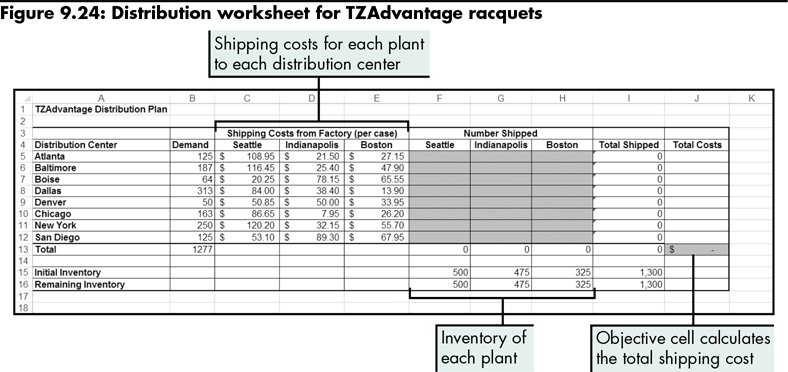 Figure 9.24: Distribution worksheet for TZAdvantage racquets
Shipping costs for each plant
to each distribution center
A B C D E F G H I J K
1 TZAdvantage Distribution Plan
2
3 Shipping Costs from Factory (per case) Number Shipped
4 Distribution Center Demand Seattle Indianapolis Boston Seattle Indianapolis Boston Total Shipped Total Costs
5 Atlanta 125 $ 108.95 $ 21.50 $ 27.15 0
6 Baltimore 187 $ 116.45 $ 25.40 $ 47.90 0
7 Boise 64 $ 20.25 $ 78.15 $ 65.55 0
8 Dallas 313 $ 84.00 $ 38.40 $ 13.90 0
9 Denver 50 $ 50.85 $ 50.00 $ 33.95 0
10 Chicago 163 $ 86.65 $ 7.95 $ 26.20 0
11 New York 250 $ 120.20 $ 32.15 $ 55.70 0
12 San Diego 125 $ 53.10 $ 89.30 $ 67.95 0
13 Total 1277 0 0 0 0 $ -
14
15 Initial Inventory 500 475 325 1,300
16 Remaining Inventory 500 475 325 1,300
17
18
Inventory of
each plant
Objective cell calculates
the total shipping cost